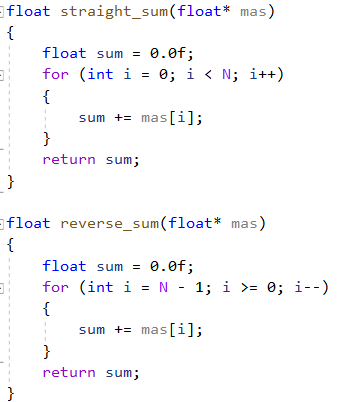 float straight_sum(float* mas)
{
    float sum = 0.0f;
    for (int i = 0; i < N; i++)
    {
        sum += mas[i];
    }
    return sum;
}
float reverse_sum(float* mas)
{
    float sum = 0.0f;
    for (int i = N - 1; i >= 0; i--)
    {
        sum += mas[i];
    }
    return sum;
}